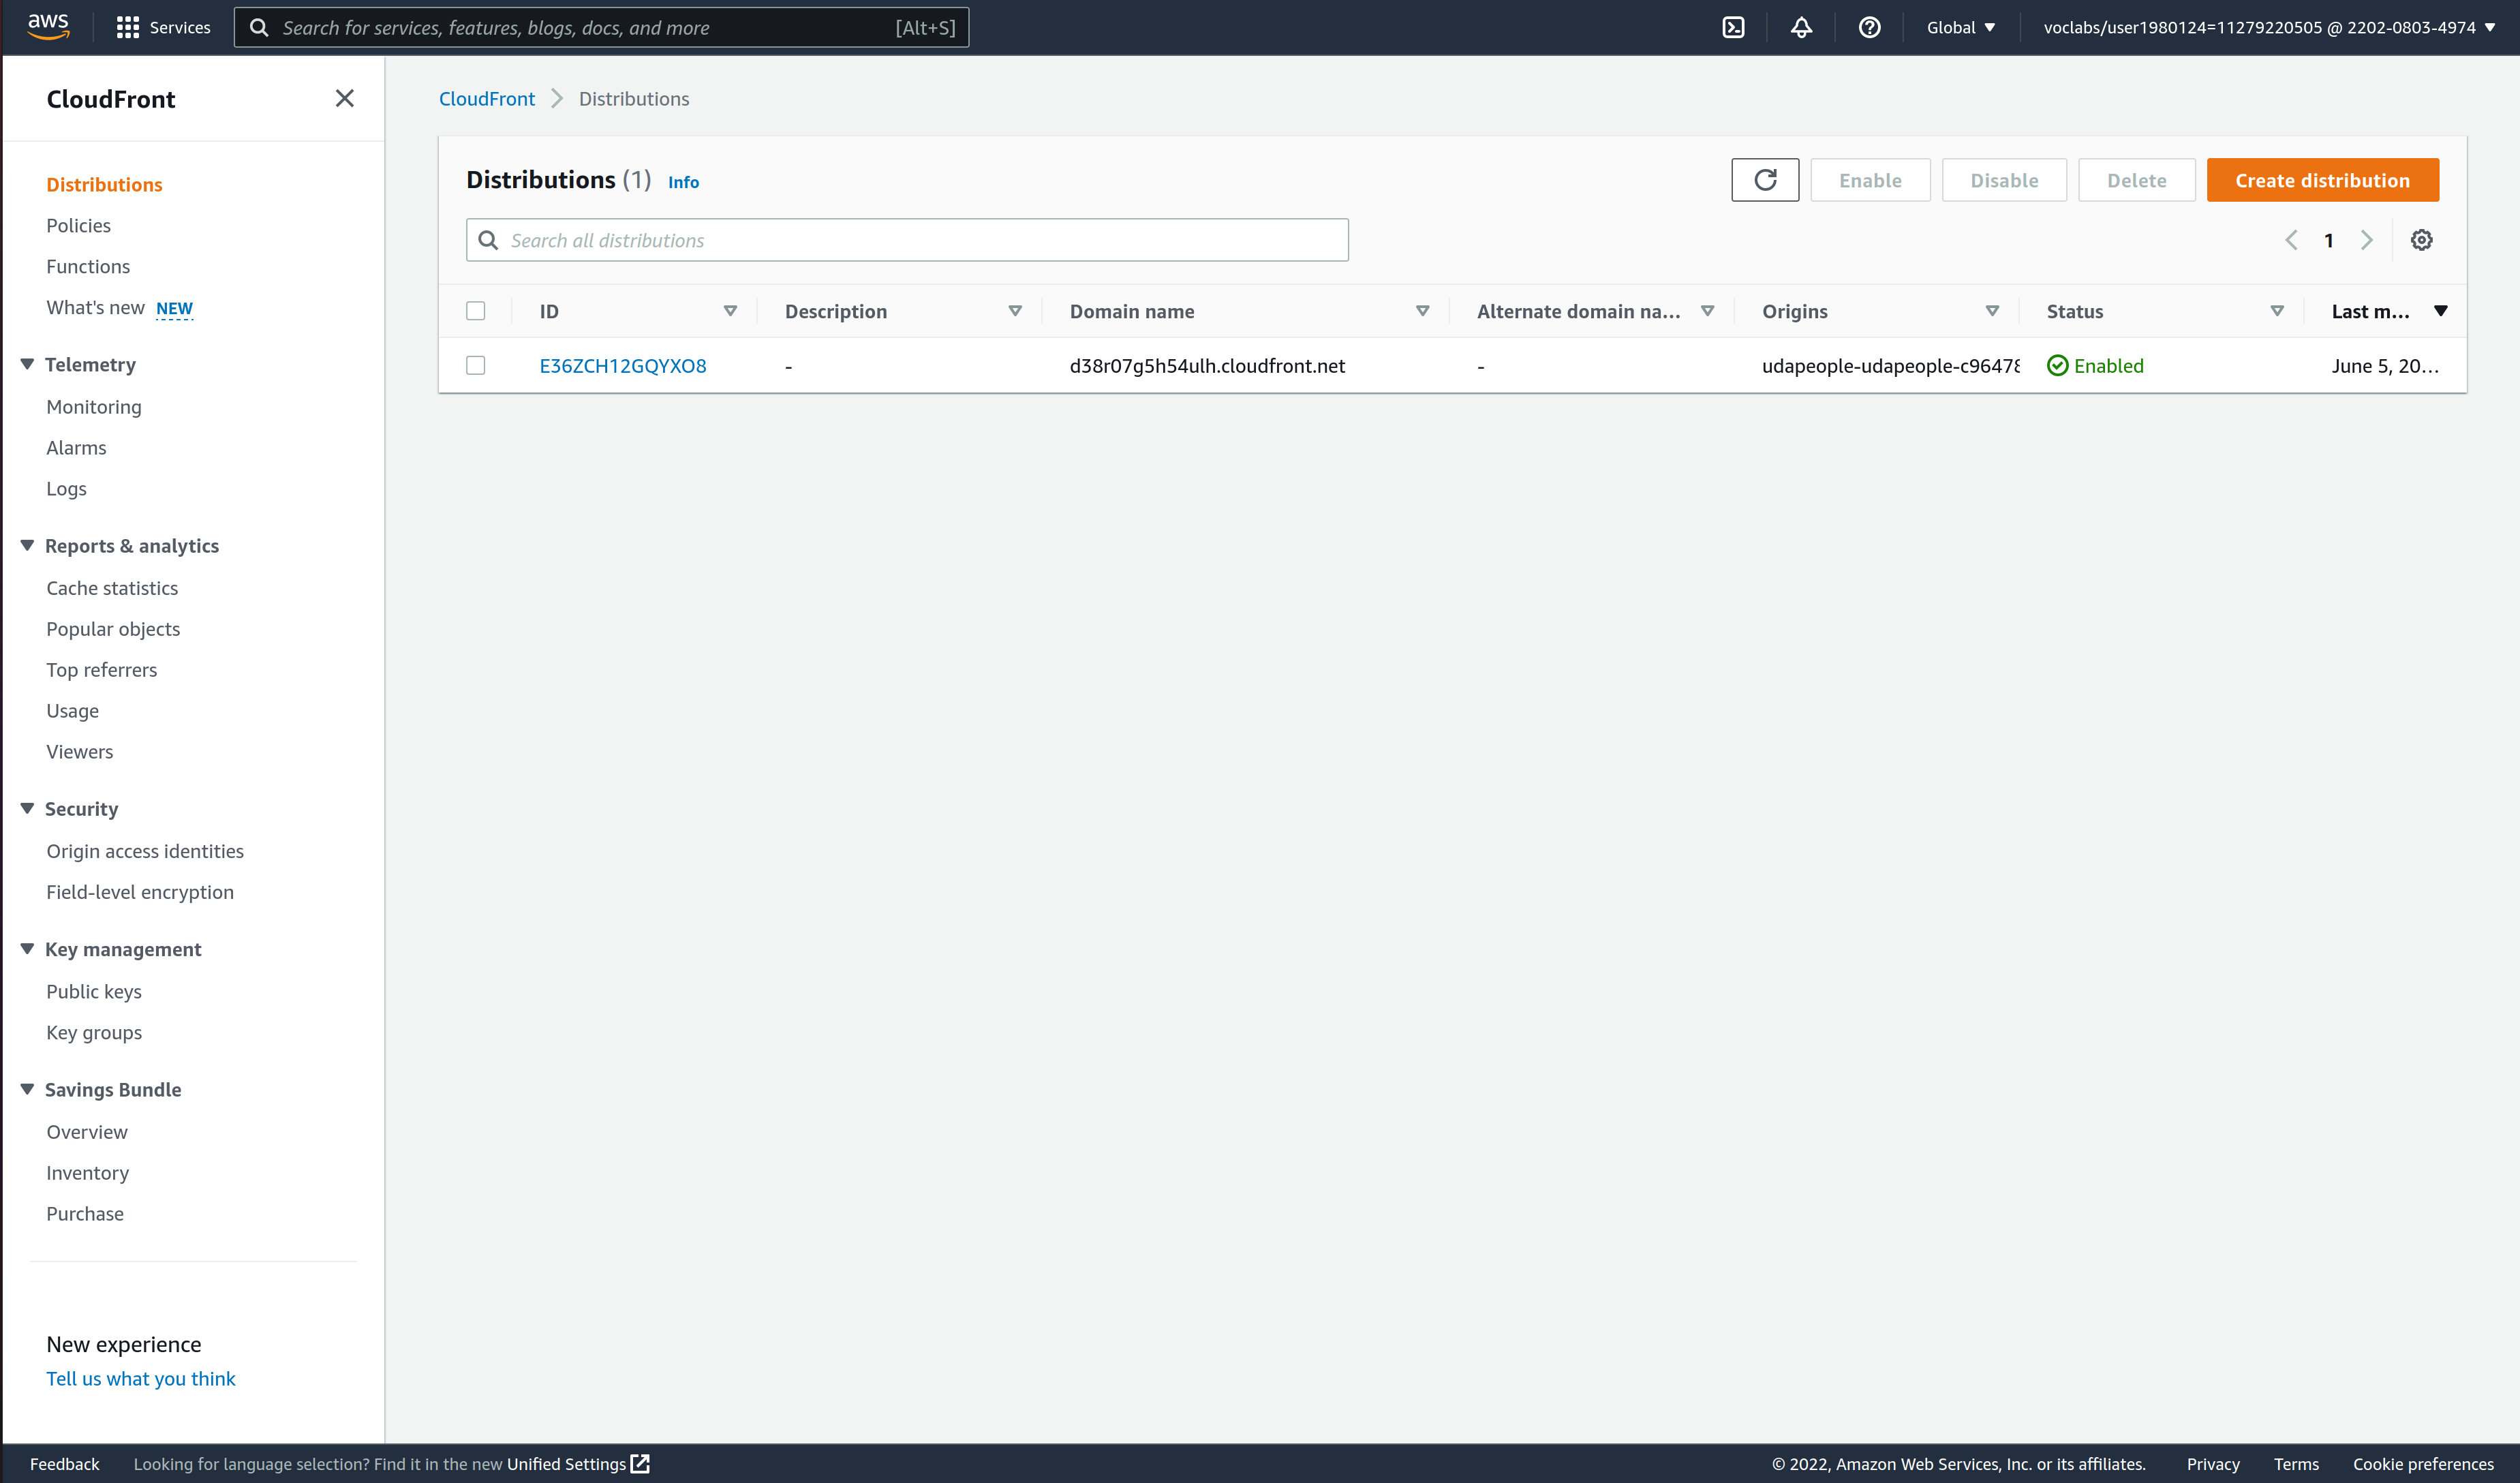 aws Services Search for services, features, blogs, docs, and more [Alt+S] Global voclabs/user1980124=11279220505 @ 2202-0803-4974
CloudFront
Distributions
Policies
Functions
What's new NEW
Telemetry
Monitoring
Alarms
Logs
Reports & analytics
Cache statistics
Popular objects
Top referrers
Usage
Viewers
Security
Origin access identities
Field-level encryption
Key management
Public keys
Key groups
Savings Bundle
Overview
Inventory
Purchase
New experience
Tell us what you think
CloudFront Distributions
Distributions (1) Info Enable Disable Delete Create distribution
Search all distributions 1
ID Description Domain name Alternate domain na... Origins Status Last m...
E36ZCH12GQYXO8 - d38r07g5h54ulh.cloudfront.net - udapeople-udapeople-c96478 Enabled June 5, 20...
Feedback Looking for language selection? Find it in the new Unified Settings © 2022, Amazon Web Services, Inc. or its affiliates. Privacy Terms Cookie preferences